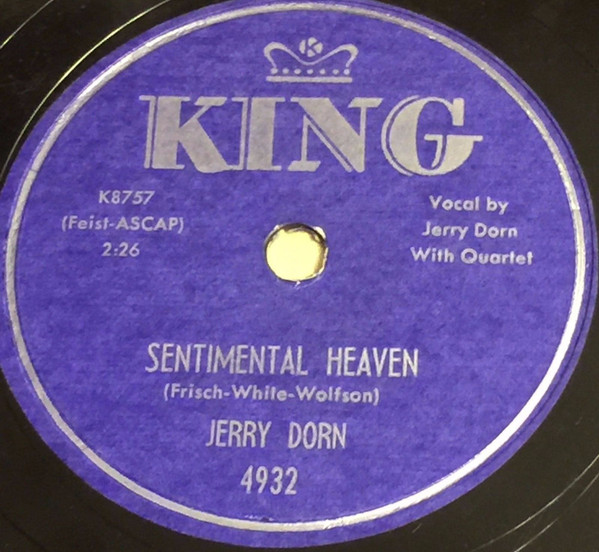 K
KING
K8757
(Feist-ASCAP)
2:26
Vocal by
Jerry Dorn
With Quartet
SENTIMENTAL HEAVEN
(Frisch-White-Wolfson)
JERRY DORN
4932